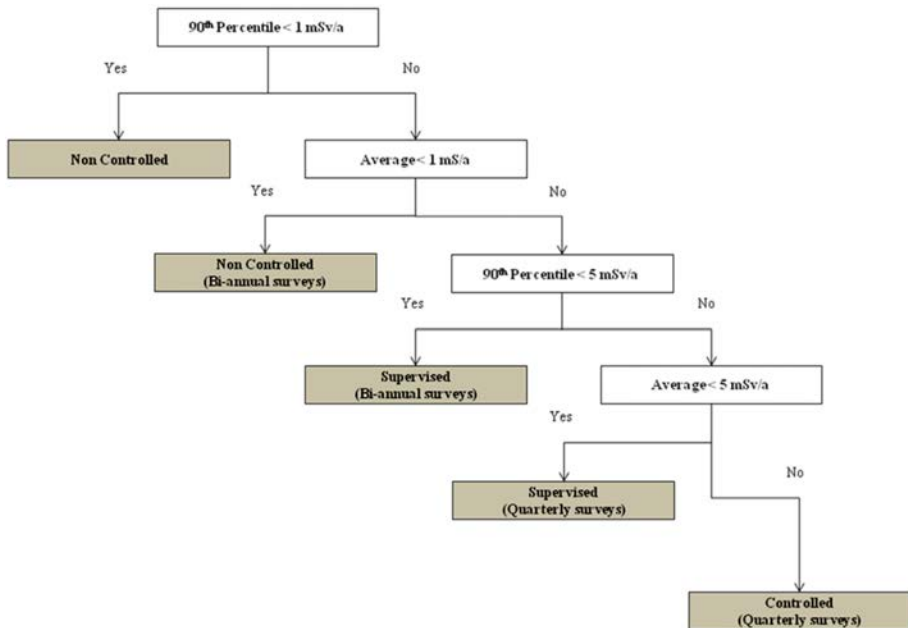 90th Percentile < 1 mSv/a
Yes
No
Non Controlled
Average < 1 mS/a
Yes
No
Non Controlled
(Bi-annual surveys)
90th Percentile < 5 mSv/a
Yes
No
Supervised
(Bi-annual surveys)
Average < 5 mSv/a
Yes
No
Supervised
(Quarterly surveys)
Controlled
(Quarterly surveys)